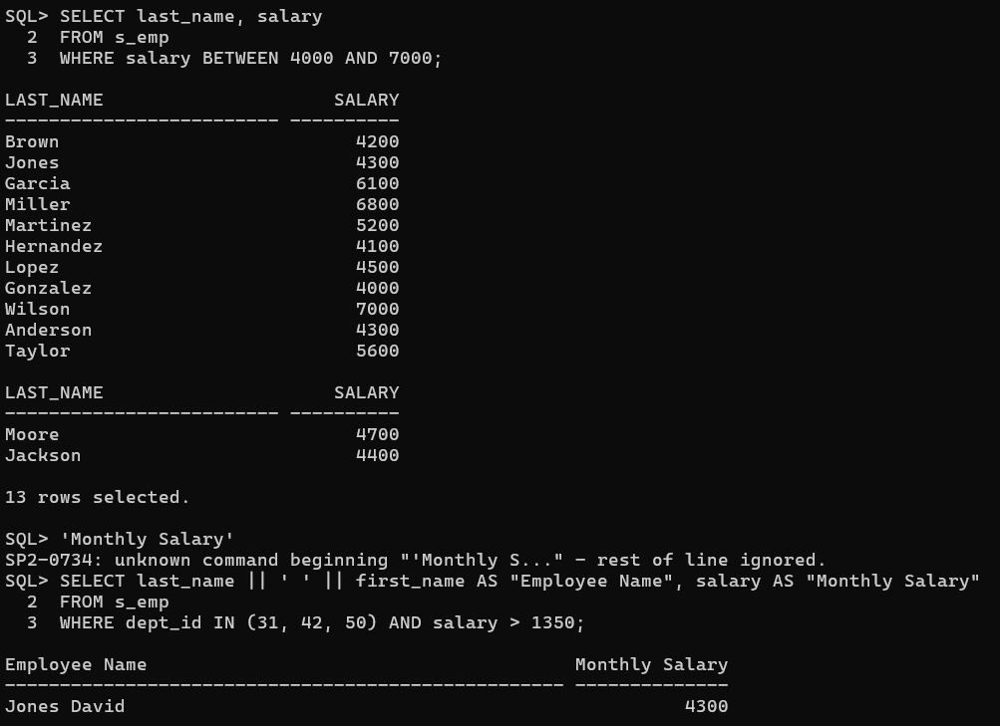 SQL> SELECT last_name, salary
  2  FROM s_emp
  3  WHERE salary BETWEEN 4000 AND 7000;
LAST_NAME                     SALARY
------------------------- ----------
Brown                           4200
Jones                           4300
Garcia                          6100
Miller                          6800
Martinez                        5200
Hernandez                       4100
Lopez                           4500
Gonzalez                        4000
Wilson                          7000
Anderson                        4300
Taylor                          5600
LAST_NAME                     SALARY
------------------------- ----------
Moore                           4700
Jackson                         4400
13 rows selected.
SQL> 'Monthly Salary'
SP2-0734: unknown command beginning "'Monthly S..." - rest of line ignored.
SQL> SELECT last_name || ' ' || first_name AS "Employee Name", salary AS "Monthly Salary"
  2  FROM s_emp
  3  WHERE dept_id IN (31, 42, 50) AND salary > 1350;
Employee Name                                       Monthly Salary
--------------------------------------------------- --------------
Jones David                                                   4300